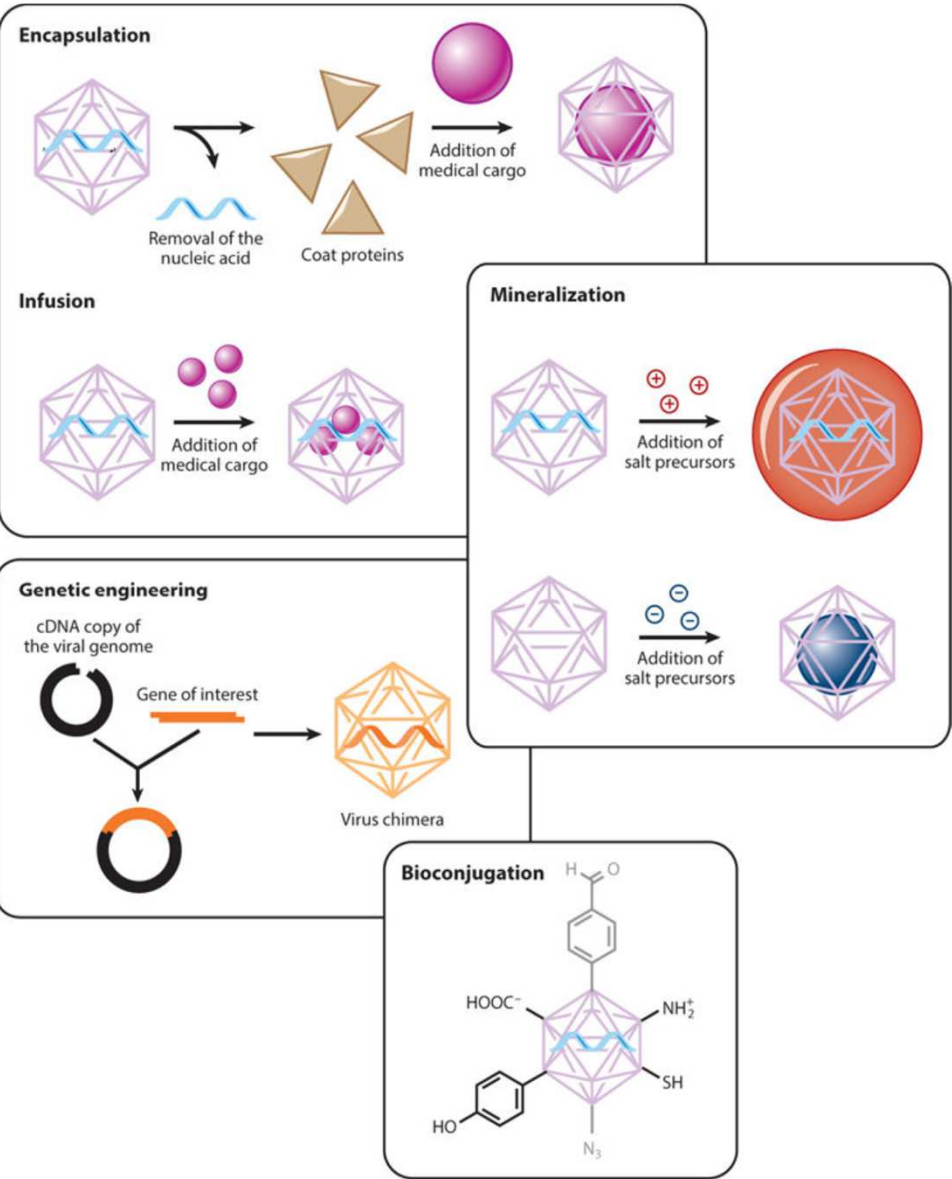 Encapsulation
Addition of
medical cargo
Removal of the
nucleic acid
Coat proteins
Infusion
Addition of
medical cargo
Mineralization
+
+
+
Addition of
salt precursors
−
−
−
Addition of
salt precursors
Genetic engineering
cDNA copy of
the viral genome
Gene of interest
Virus chimera
Bioconjugation
H
O
HOOC⁻
NH₂⁺
SH
HO
N₃